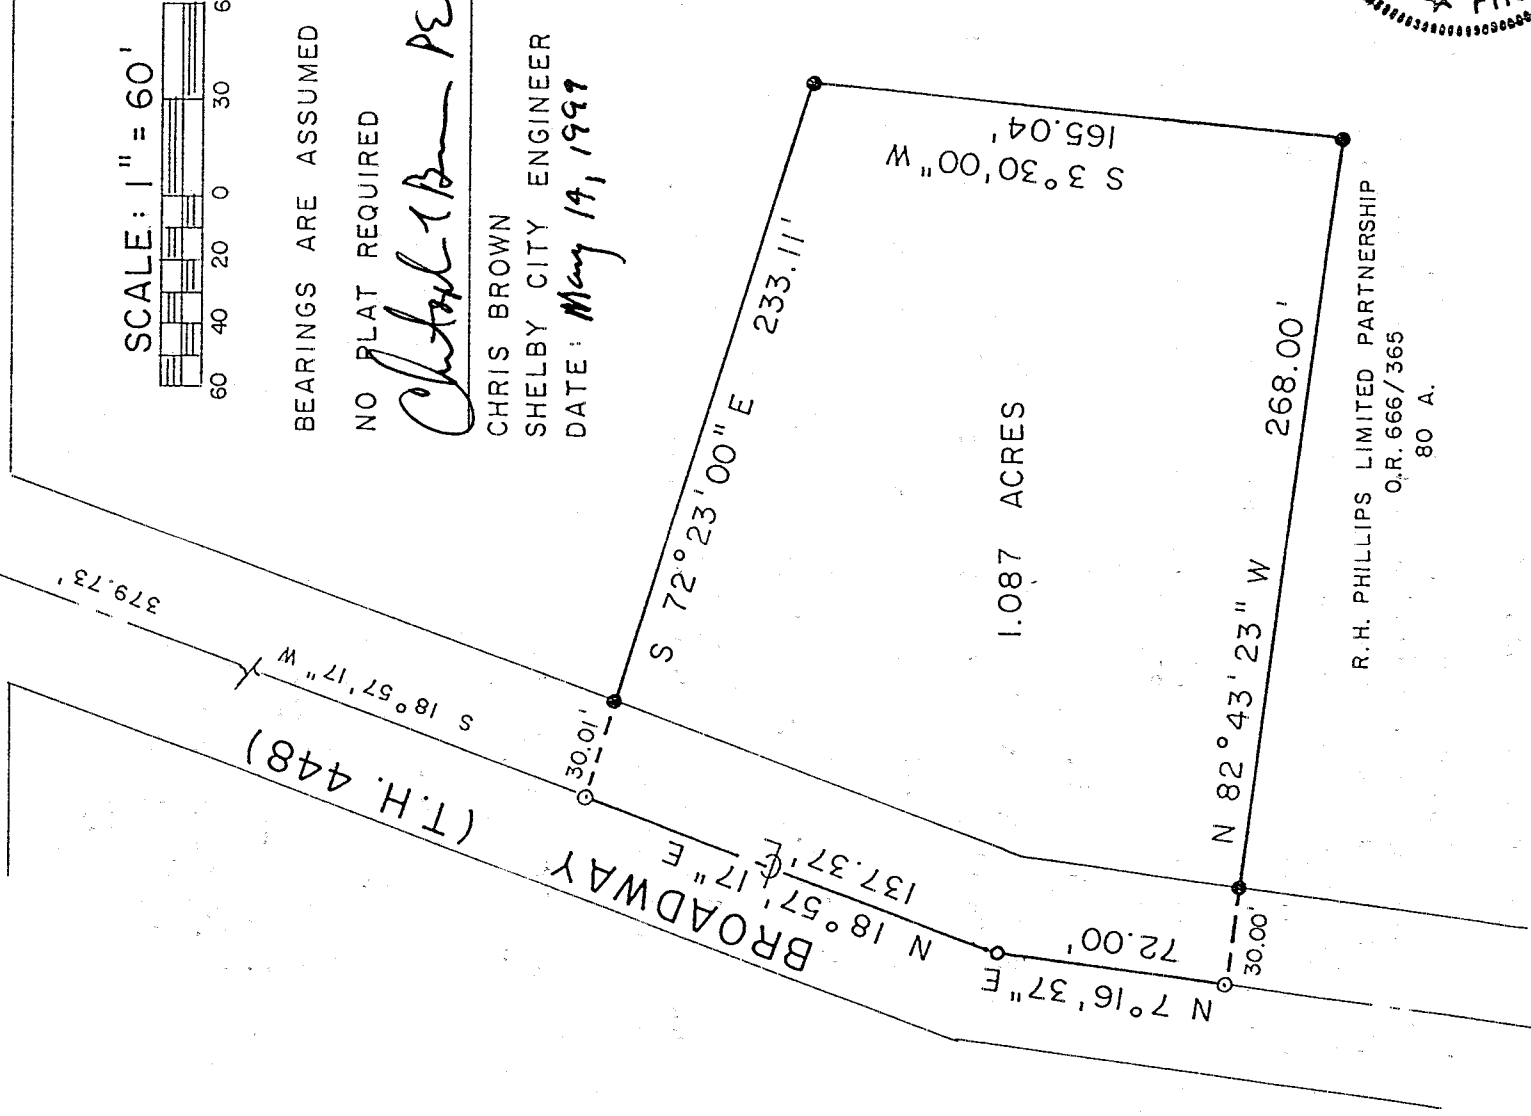 SCALE: 1" = 60'
60 40 20 0 30
BEARINGS ARE ASSUMED
NO PLAT REQUIRED
CHRIS BROWN
SHELBY CITY ENGINEER
DATE: May 14, 1999
379.73'
S 18°57'17" W
BROADWAY (T.H. 448)
30.01'
S 72°23'00" E 233.11'
S 3°30'00" W
165.04'
1.087 ACRES
N 18°57'17" E
137.37'
℄
N 7°16'37" E
72.00'
30.00'
N 82°43'23" W 268.00'
R. H. PHILLIPS LIMITED PARTNERSHIP
O.R. 666/365
80 A.